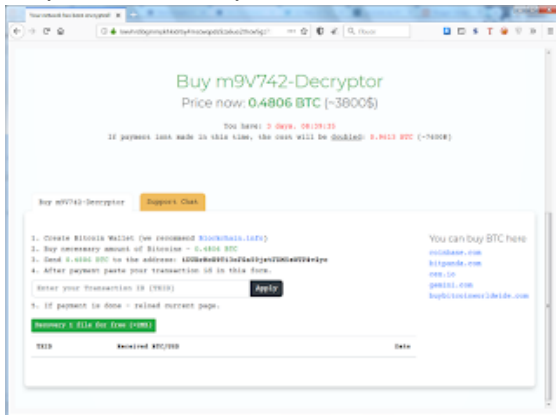 Your network has been encrypted!
Buy m9V742-Decryptor
Price now: 0.4806 BTC (~3800$)
You have: 3 days,
If payment isnt made in this time, the cost will be doubled: 0.9613 BTC (~7600$)
Buy m9V742-Decryptor
Support Chat
1. Create Bitcoin Wallet (we recommend Blockchain.info)
2. Buy necessary amount of Bitcoins - 0.4806 BTC
3. Send 0.4806 BTC to the address:
4. After payment paste your transaction id in this form.
Enter your Transaction ID [TXID]
Apply
5. If payment is done - reload current page.
Recovery 1 file for free
TXID
Received BTC/USD
Date
You can buy BTC here
coinbase.com
bitpanda.com
cex.io
gemini.com
buybitcoinworldwide.com